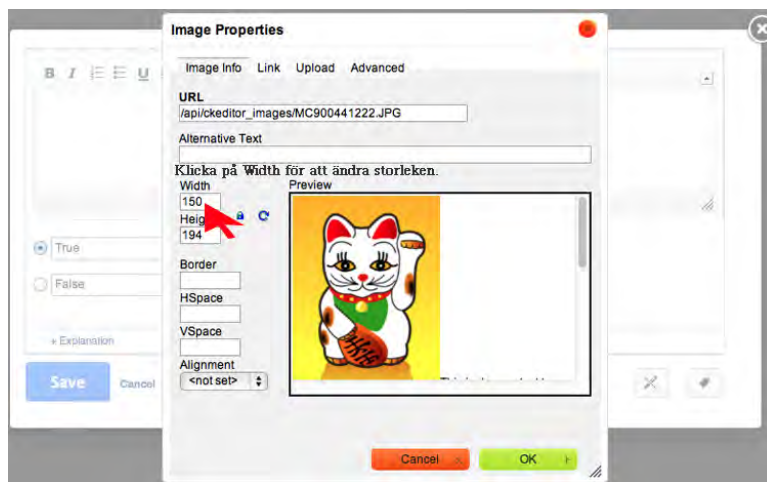 Image Properties
B I U
Image Info Link Upload Advanced
URL
/api/ckeditor_images/MC900441222.JPG
Alternative Text
Klicka på Width för att ändra storleken.
Width
Preview
150
194
True
False
Border
HSpace
VSpace
+ Explanation
Alignment
<not set>
Save
Cancel
Cancel
OK